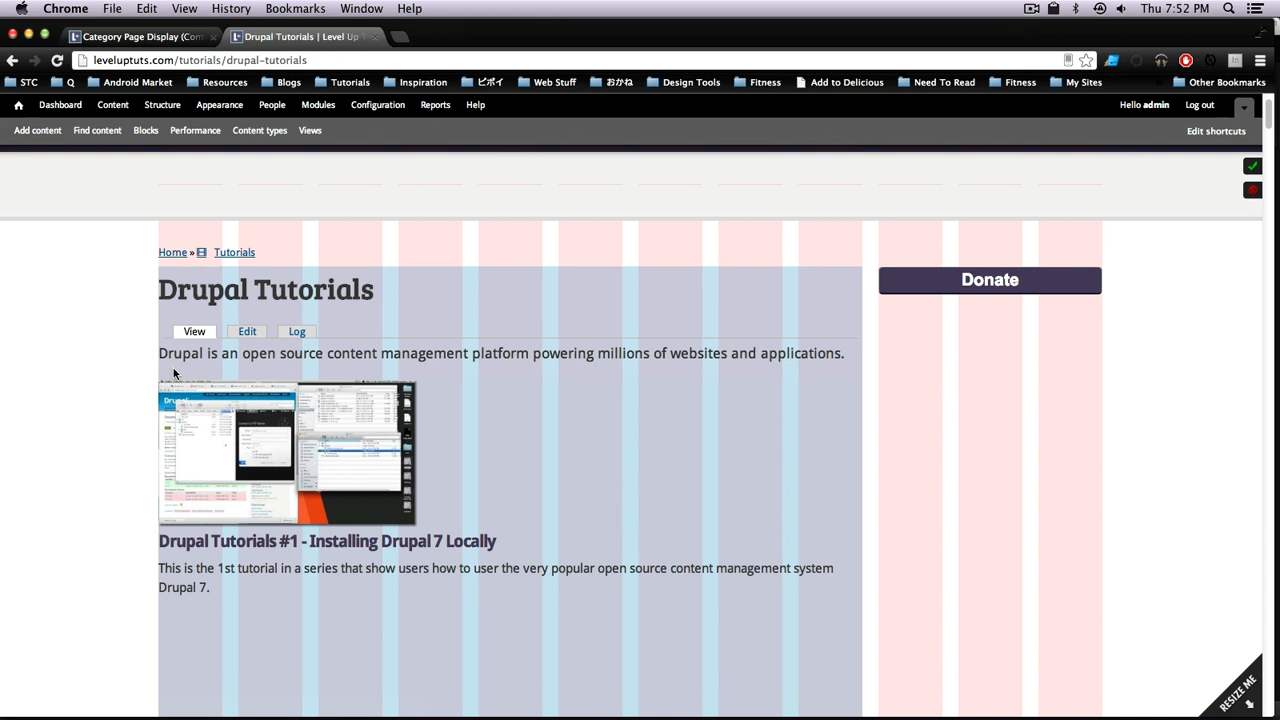 Chrome File Edit View History Bookmarks Window Help Thu 7:52 PM
Category Page Display (Con Drupal Tutorials | Level Up T
leveluptuts.com/tutorials/drupal-tutorials
STC Q Android Market Resources Blogs Tutorials Inspiration ビボイ Web Stuff おかね Design Tools Fitness Add to Delicious Need To Read Fitness My Sites Other Bookmarks
Dashboard Content Structure Appearance People Modules Configuration Reports Help Hello admin Log out
Add content Find content Blocks Performance Content types Views Edit shortcuts
Home » Tutorials
Drupal Tutorials
Donate
View Edit Log
Drupal is an open source content management platform powering millions of websites and applications.
Drupal Tutorials #1 - Installing Drupal 7 Locally
This is the 1st tutorial in a series that show users how to user the very popular open source content management system
Drupal 7.
RESIZE ME